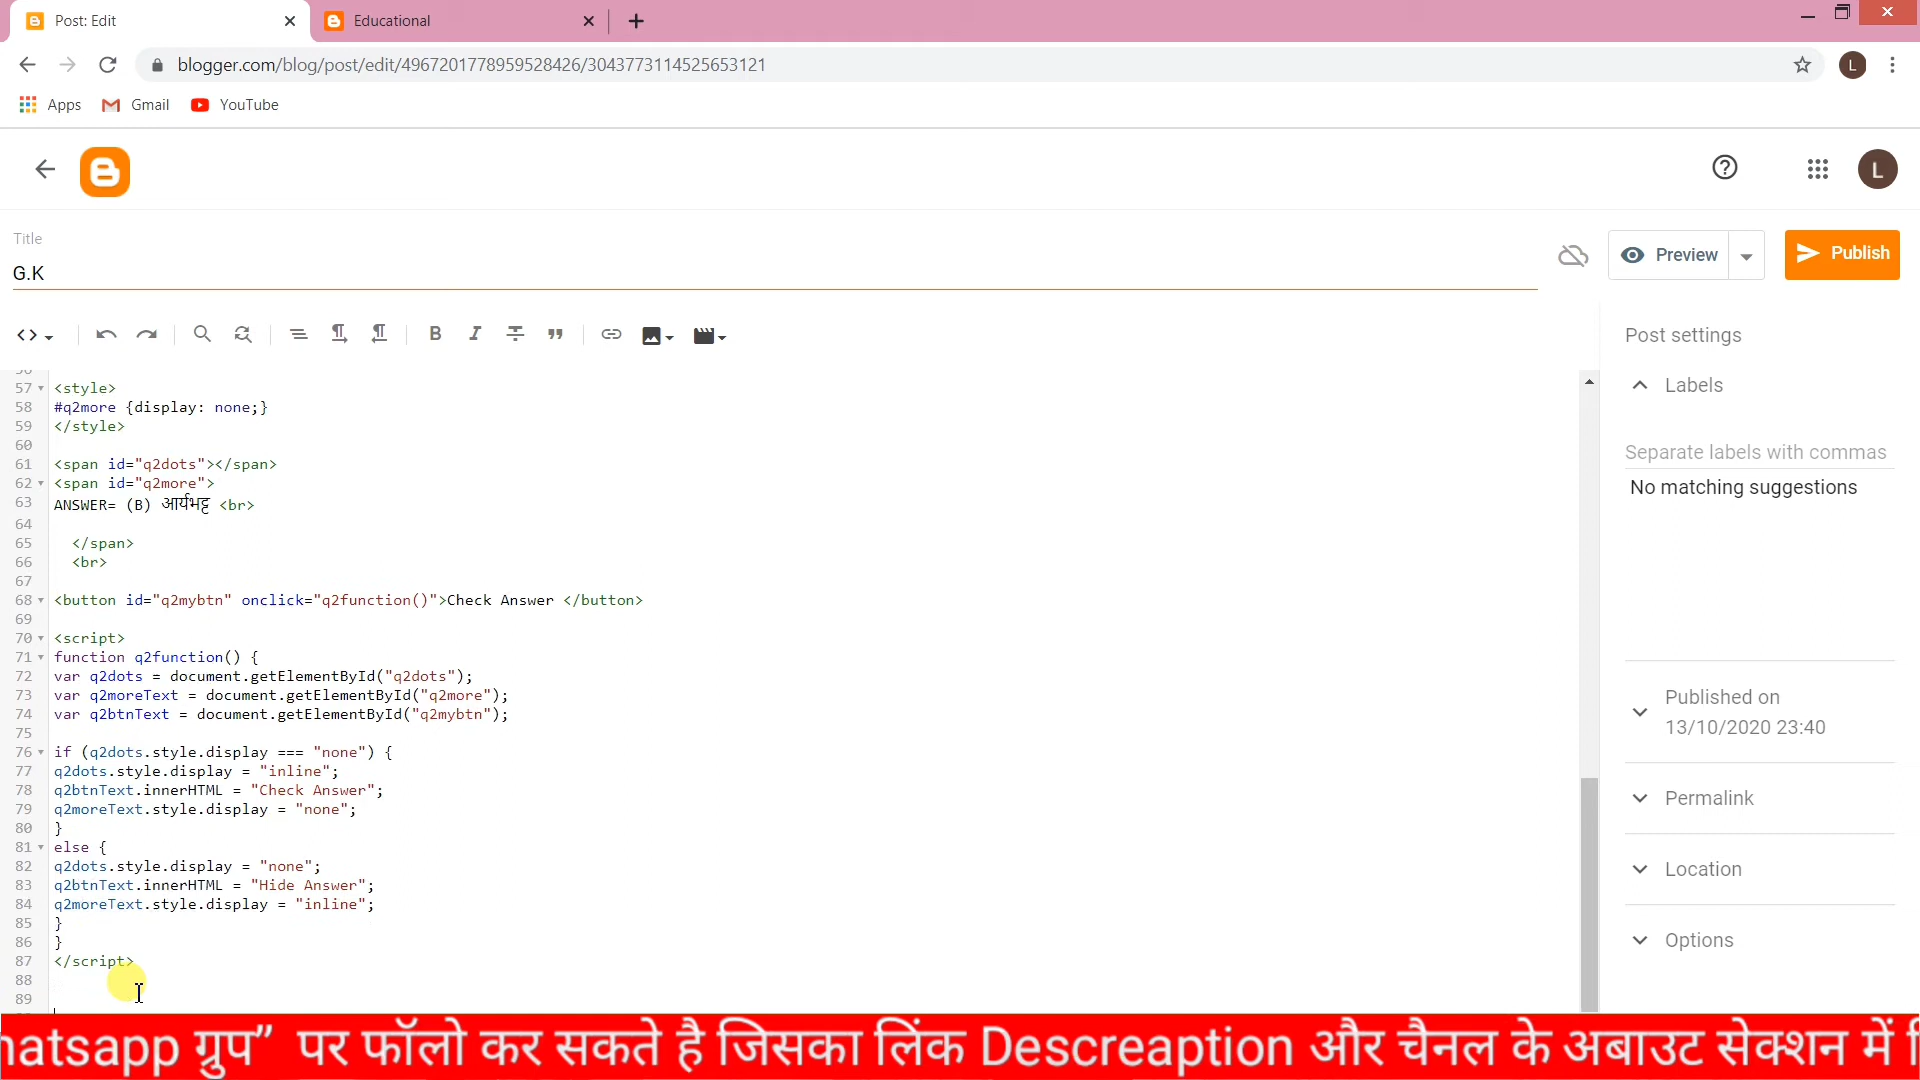 Post: Edit
Educational
blogger.com/blog/post/edit/4967201778959528426/3043773114525653121
L
Apps
Gmail
YouTube
L
Title
G.K
Preview
Publish
57 <style>
58 #q2more {display: none;}
59 </style>
60
61 <span id="q2dots"></span>
62 <span id="q2more">
63 ANSWER= (B) आर्यभट्ट <br>
64
65 </span>
66 <br>
67
68 <button id="q2mybtn" onclick="q2function()">Check Answer </button>
69
70 <script>
71 function q2function() {
72 var q2dots = document.getElementById("q2dots");
73 var q2moreText = document.getElementById("q2more");
74 var q2btnText = document.getElementById("q2mybtn");
75
76 if (q2dots.style.display === "none") {
77 q2dots.style.display = "inline";
78 q2btnText.innerHTML = "Check Answer";
79 q2moreText.style.display = "none";
80 }
81 else {
82 q2dots.style.display = "none";
83 q2btnText.innerHTML = "Hide Answer";
84 q2moreText.style.display = "inline";
85 }
86 }
87 </script>
88
89
Post settings
Labels
Separate labels with commas
No matching suggestions
Published on
13/10/2020 23:40
Permalink
Location
Options
hatsapp ग्रुप” पर फॉलो कर सकते है जिसका लिंक Descreaption और चैनल के अबाउट सेक्शन में